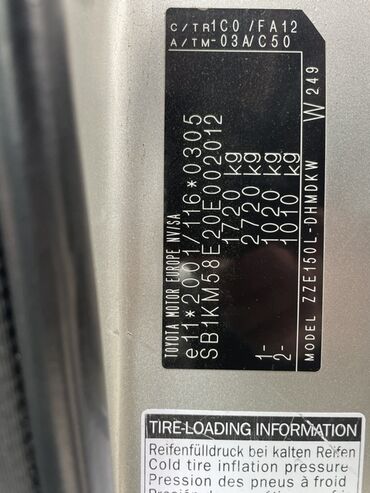 C/TR 1C0 /FA12
A/TM -03A/C50
TOYOTA MOTOR EUROPE NV/SA
e11*2001/116*0305
SB1KM58E20E002012
1720 kg
2720 kg
1- 1020 kg
2- 1010 kg
MODEL ZZE150L-DHMDKW
W 249
TIRE-LOADING INFORMATION
Reifenfülldruck bei kalten Reifen
Cold tire inflation pressure
Pression des pneus à froid